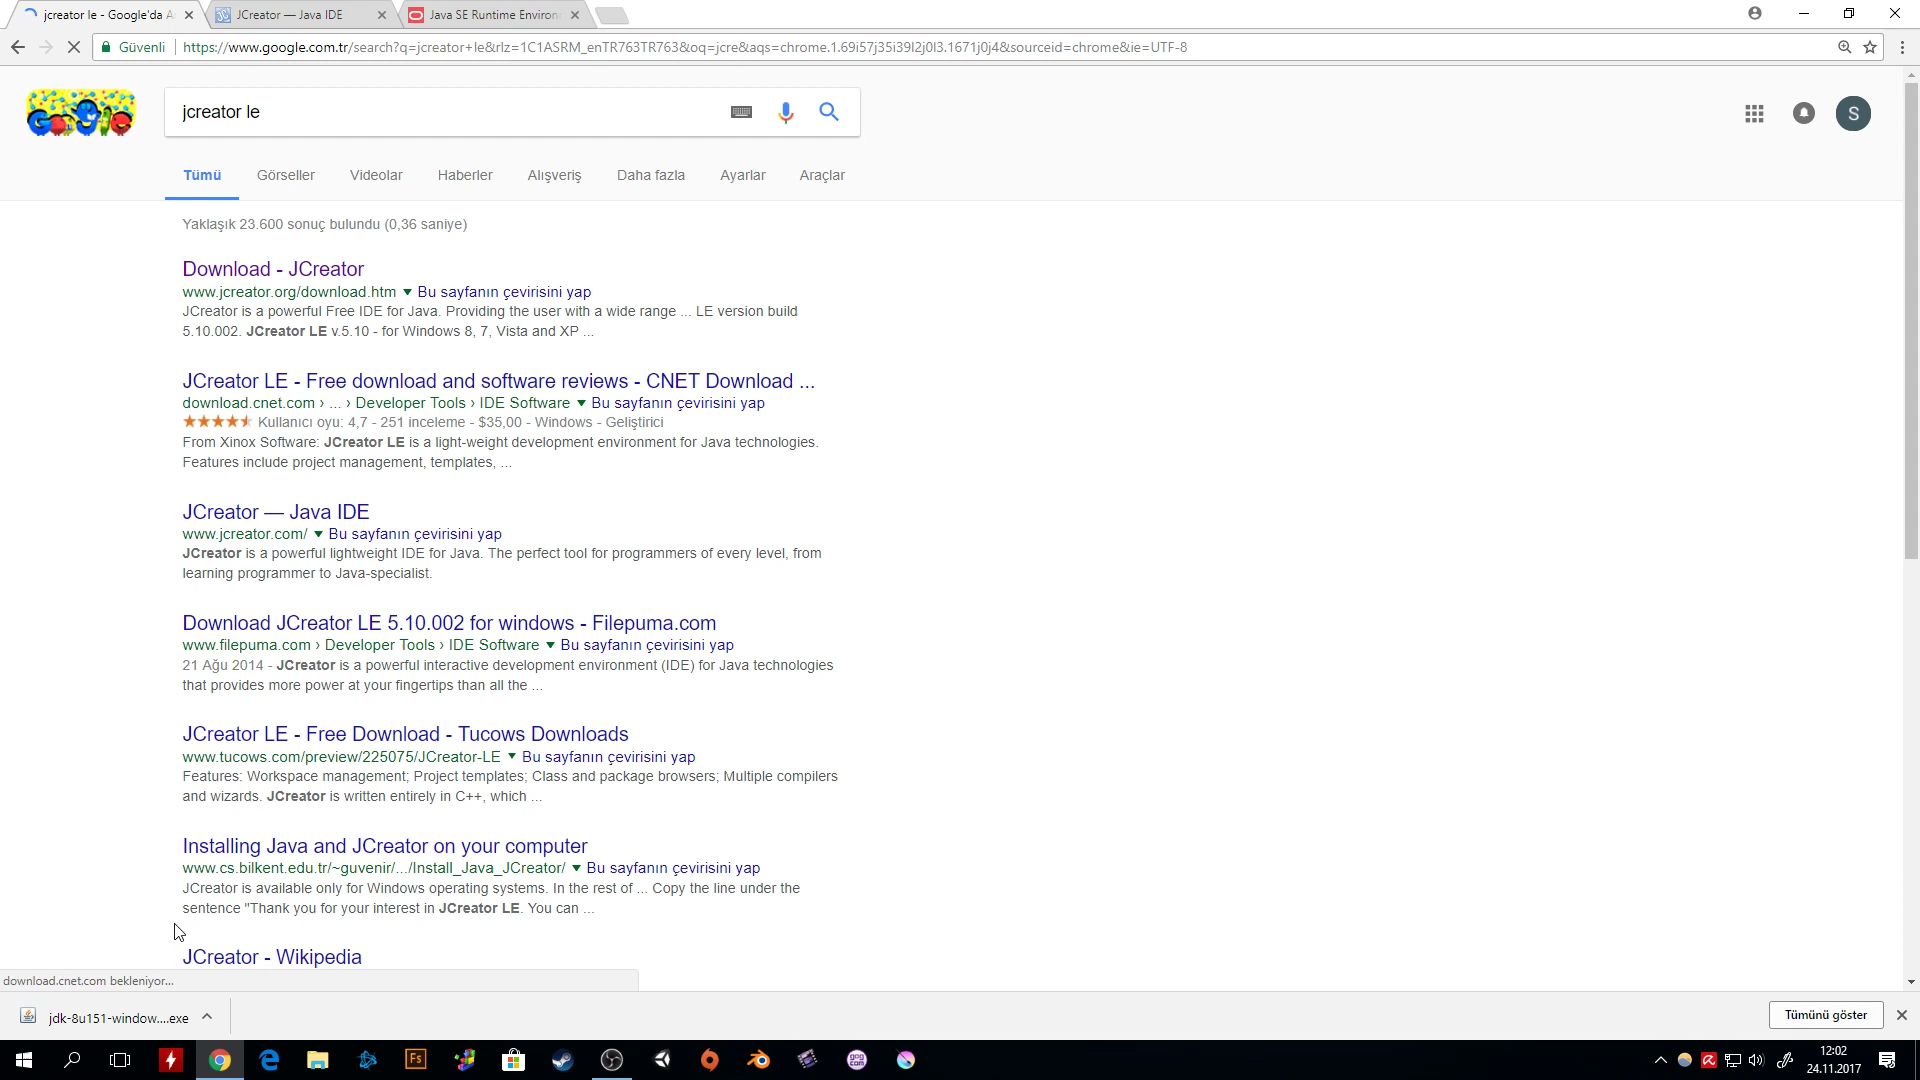 jcreator le - Google'da A
JCreator — Java IDE
Java SE Runtime Environ
Güvenli
https://www.google.com.tr/search?q=jcreator+le&rlz=1C1ASRM_enTR763TR763&oq=jcre&aqs=chrome.1.69i57j35i39l2j0l3.1671j0j4&sourceid=chrome&ie=UTF-8
Google
jcreator le
S
Tümü
Görseller
Videolar
Haberler
Alışveriş
Daha fazla
Ayarlar
Araçlar
Yaklaşık 23.600 sonuç bulundu (0,36 saniye)
Download - JCreator
www.jcreator.org/download.htm ▼ Bu sayfanın çevirisini yap
JCreator is a powerful Free IDE for Java. Providing the user with a wide range ... LE version build
5.10.002. JCreator LE v.5.10 - for Windows 8, 7, Vista and XP ...
JCreator LE - Free download and software reviews - CNET Download ...
download.cnet.com › ... › Developer Tools › IDE Software ▼ Bu sayfanın çevirisini yap
Kullanıcı oyu: 4,7 - 251 inceleme - $35,00 - Windows - Geliştirici
From Xinox Software: JCreator LE is a light-weight development environment for Java technologies.
Features include project management, templates, ...
JCreator — Java IDE
www.jcreator.com/ ▼ Bu sayfanın çevirisini yap
JCreator is a powerful lightweight IDE for Java. The perfect tool for programmers of every level, from
learning programmer to Java-specialist.
Download JCreator LE 5.10.002 for windows - Filepuma.com
www.filepuma.com › Developer Tools › IDE Software ▼ Bu sayfanın çevirisini yap
21 Ağu 2014 - JCreator is a powerful interactive development environment (IDE) for Java technologies
that provides more power at your fingertips than all the ...
JCreator LE - Free Download - Tucows Downloads
www.tucows.com/preview/225075/JCreator-LE ▼ Bu sayfanın çevirisini yap
Features: Workspace management; Project templates; Class and package browsers; Multiple compilers
and wizards. JCreator is written entirely in C++, which ...
Installing Java and JCreator on your computer
www.cs.bilkent.edu.tr/~guvenir/.../Install_Java_JCreator/ ▼ Bu sayfanın çevirisini yap
JCreator is available only for Windows operating systems. In the rest of ... Copy the line under the
sentence "Thank you for your interest in JCreator LE. You can ...
JCreator - Wikipedia
download.cnet.com bekleniyor...
jdk-8u151-window....exe
Tümünü göster
Fs
gog com
12:02
24.11.2017